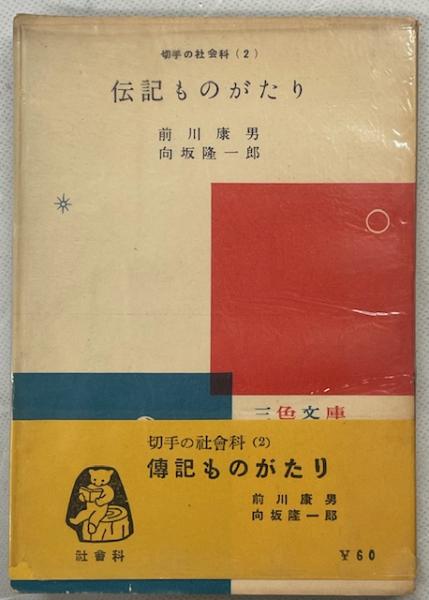 切手の社会科(2)
伝記ものがたり
前川康男
向坂隆一郎
三色文庫
切手の社會科(2)
傳記ものがたり
前川康男
向坂隆一郎
社會科
¥60